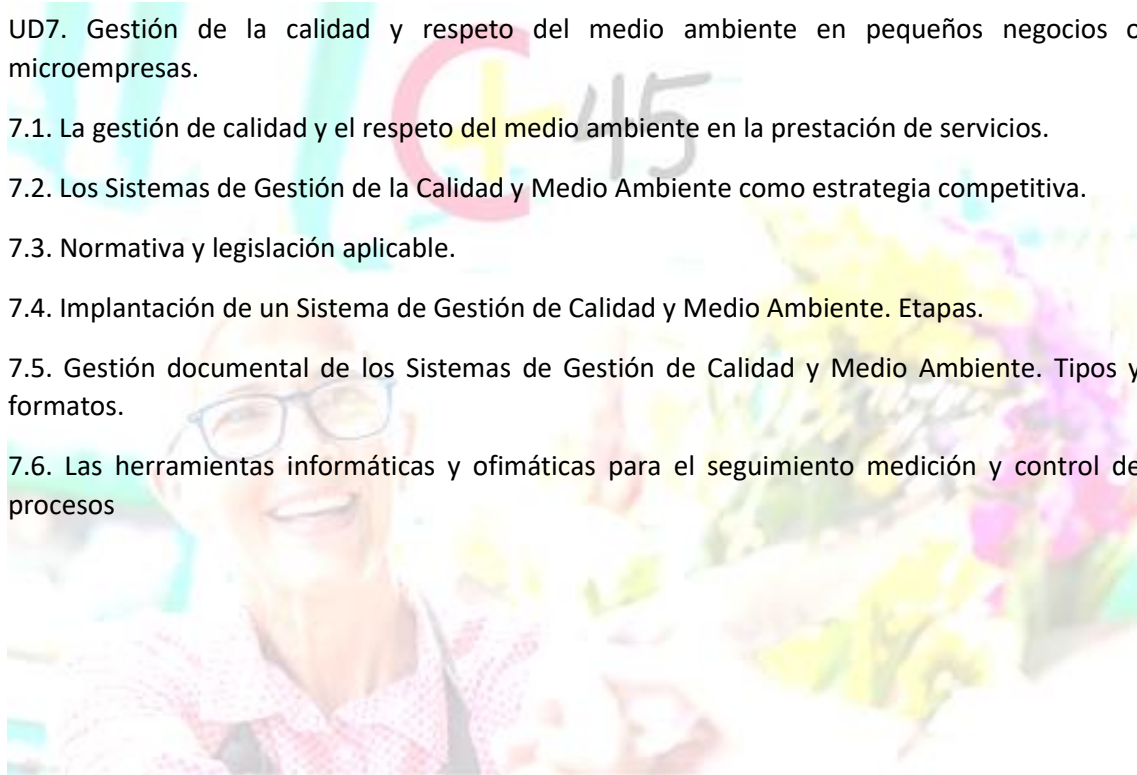 UD7. Gestión de la calidad y respeto del medio ambiente en pequeños negocios o
microempresas.
C+45
7.1. La gestión de calidad y el respeto del medio ambiente en la prestación de servicios.
7.2. Los Sistemas de Gestión de la Calidad y Medio Ambiente como estrategia competitiva.
7.3. Normativa y legislación aplicable.
7.4. Implantación de un Sistema de Gestión de Calidad y Medio Ambiente. Etapas.
7.5. Gestión documental de los Sistemas de Gestión de Calidad y Medio Ambiente. Tipos y
formatos.
7.6. Las herramientas informáticas y ofimáticas para el seguimiento medición y control de
procesos